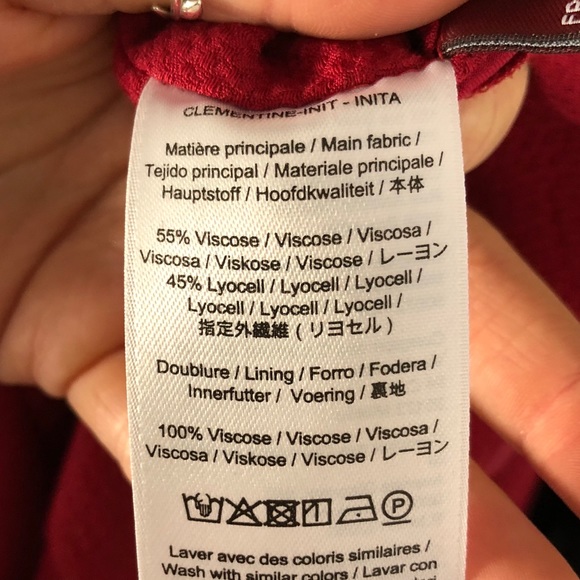 CLEMENTINE-INIT - INITA
Matière principale / Main fabric /
Tejido principal / Materiale principale /
Hauptstoff / Hoofdkwaliteit / 本体
55% Viscose / Viscose / Viscosa /
Viscosa / Viskose / Viscose / レーヨン
45% Lyocell / Lyocell / Lyocell /
Lyocell / Lyocell / Lyocell /
指定外繊維 ( リヨセル )
Doublure / Lining / Forro / Fodera /
Innerfutter / Voering / 裏地
100% Viscose / Viscose / Viscosa /
Viscosa / Viskose / Viscose / レーヨン
P
Laver avec des coloris similaires /
Wash with similar colors / Lavar con